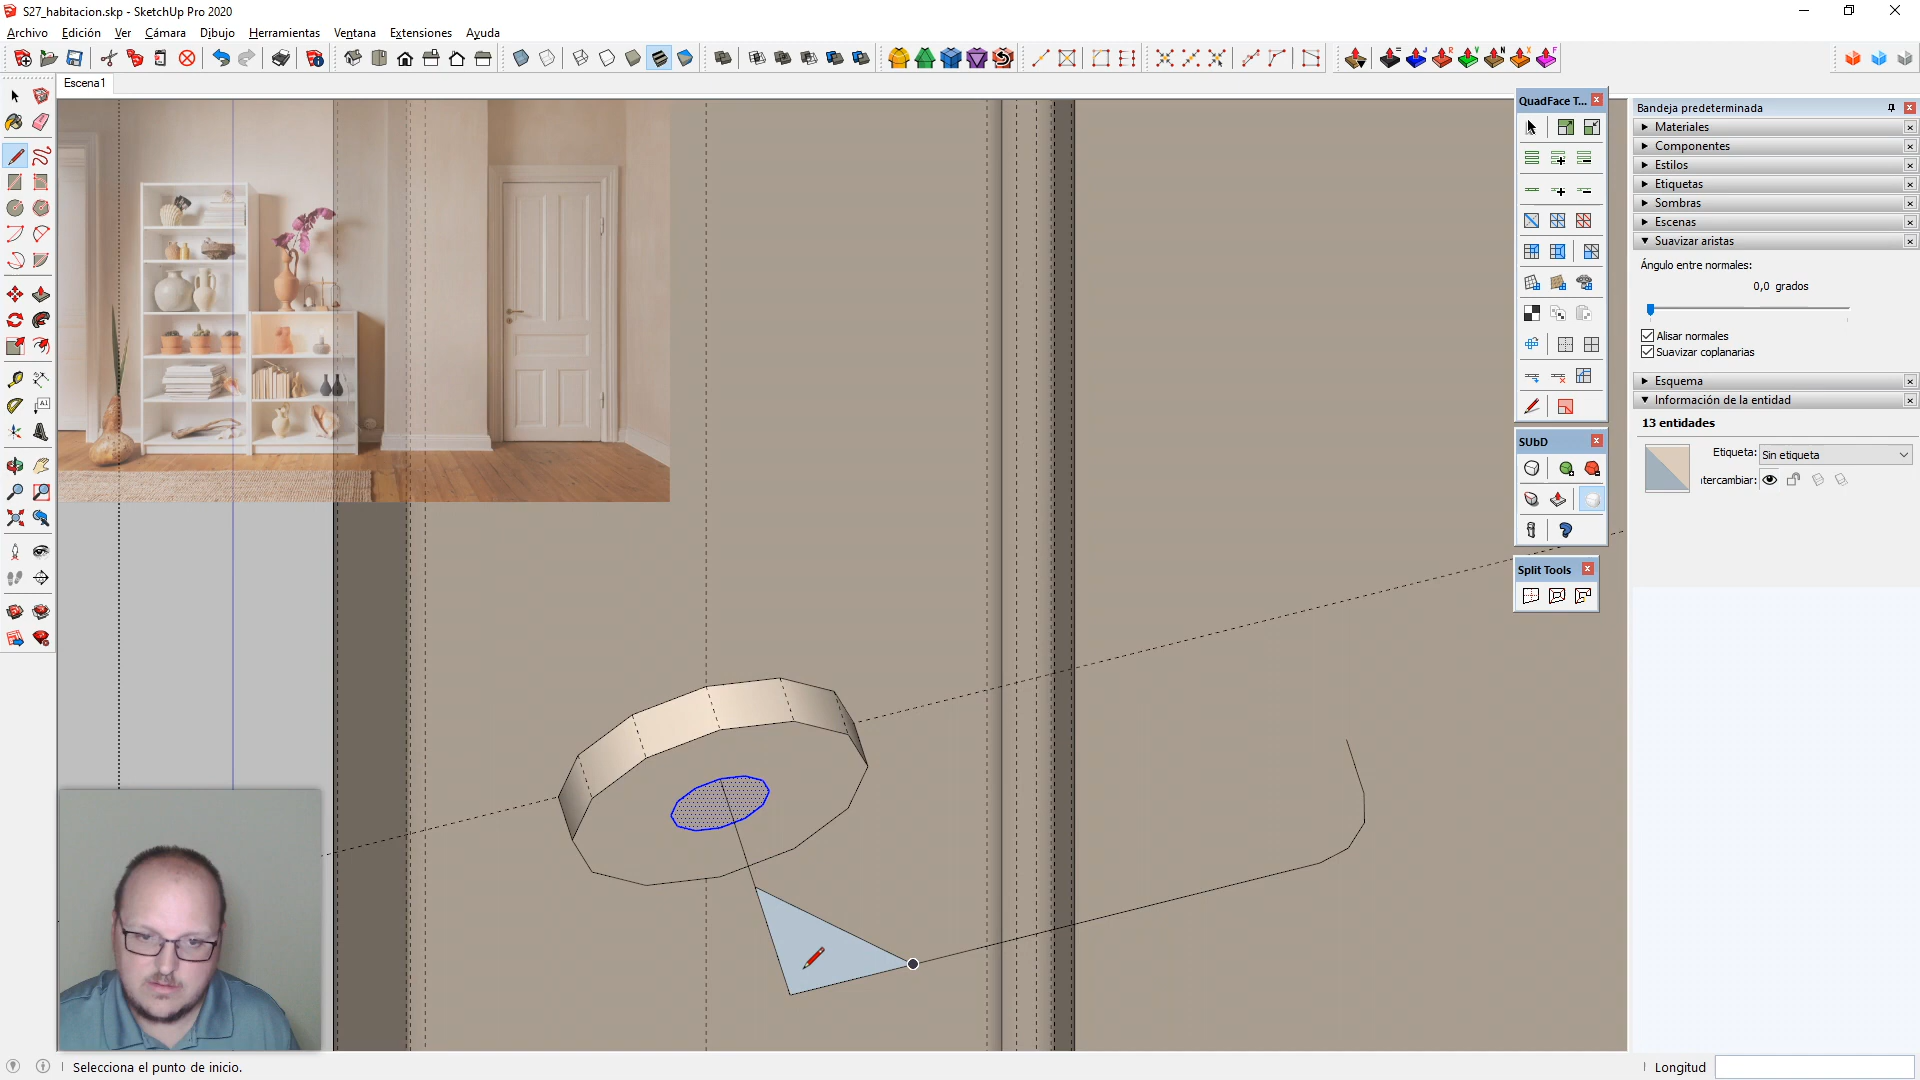 S27_habitacion.skp - SketchUp Pro 2020
Archivo Edición Ver Cámara Dibujo Herramientas Ventana Extensiones Ayuda
Escena1
QuadFace T...
SUbD
Split Tools
Bandeja predeterminada
Materiales
Componentes
Estilos
Etiquetas
Sombras
Escenas
Suavizar aristas
Ángulo entre normales:
0,0 grados
Alisar normales
Suavizar coplanarias
Esquema
Información de la entidad
13 entidades
Etiqueta: Sin etiqueta
ıtercambiar:
Selecciona el punto de inicio.
Longitud